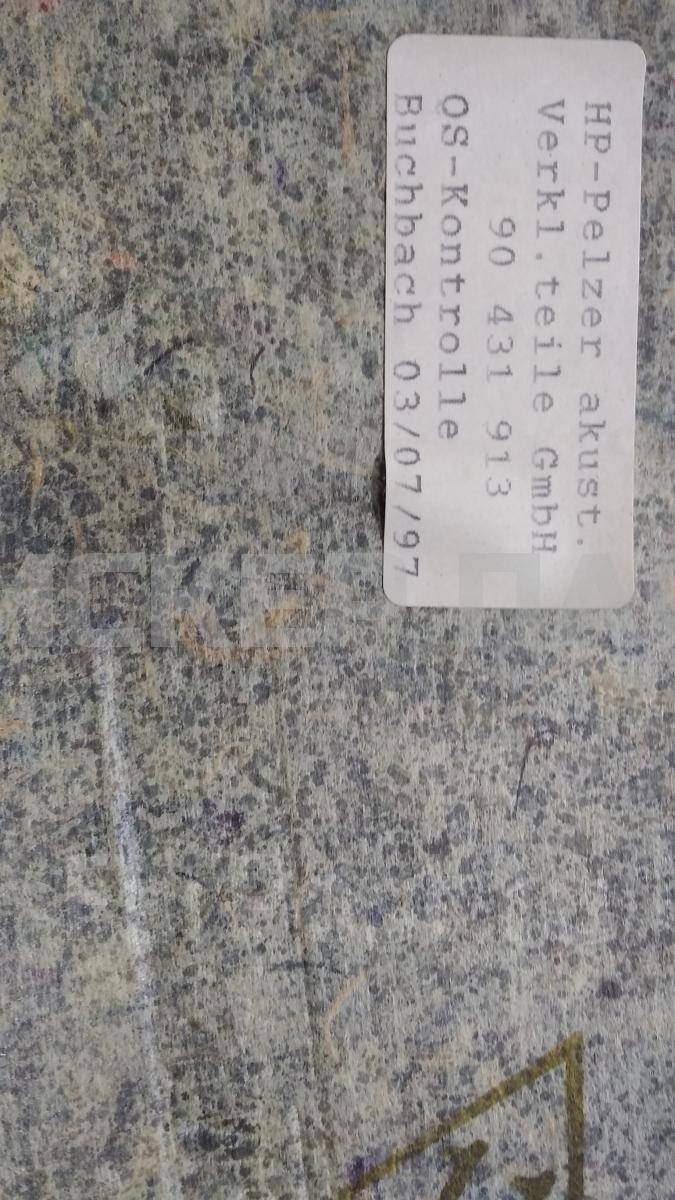 HP-Pelzer akust.
Verkl.teile GmbH
90 431 913
QS-Kontrolle
Buchbach 03/07/97